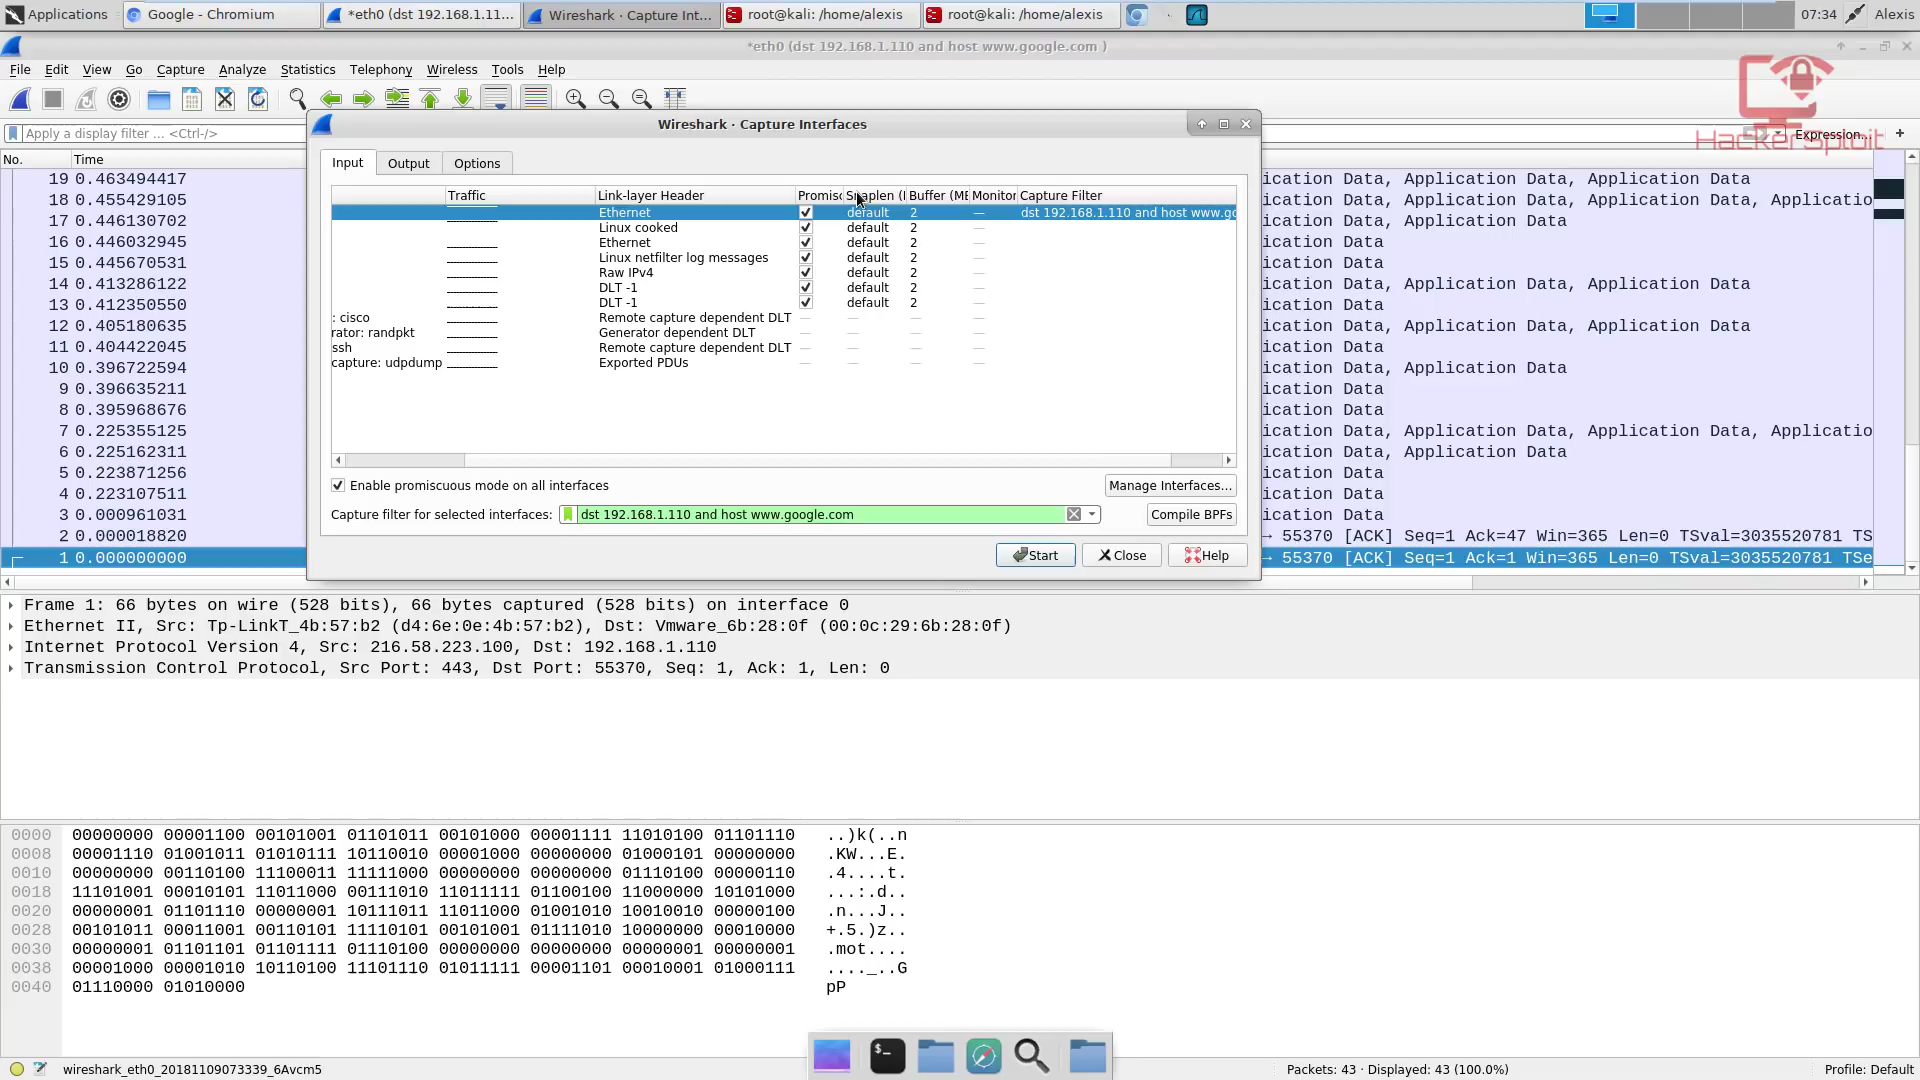 Applications
Google - Chromium
*eth0 (dst 192.168.1.11...
Wireshark · Capture Int...
root@kali: /home/alexis
root@kali: /home/alexis
07:34
Alexis
*eth0 (dst 192.168.1.110 and host www.google.com )
File Edit View Go Capture Analyze Statistics Telephony Wireless Tools Help
Apply a display filter ... <Ctrl-/>
Expression...
+
HackerSploit
Wireshark · Capture Interfaces
Input Output Options
Traffic Link-layer Header Promisc Snaplen ( Buffer (MB Monitor Capture Filter
Ethernet default 2 — dst 192.168.1.110 and host www.go
Linux cooked default 2 —
Ethernet default 2 —
Linux netfilter log messages default 2 —
Raw IPv4 default 2 —
DLT -1 default 2 —
DLT -1 default 2 —
: cisco Remote capture dependent DLT — — — —
rator: randpkt Generator dependent DLT — — — —
ssh Remote capture dependent DLT — — — —
capture: udpdump Exported PDUs — — — —
Enable promiscuous mode on all interfaces
Manage Interfaces...
Capture filter for selected interfaces: dst 192.168.1.110 and host www.google.com
Compile BPFs
Start Close Help
No. Time
19 0.463494417 ication Data, Application Data, Application Data
18 0.455429105 ication Data, Application Data, Application Data, Applicatio
17 0.446130702 ication Data, Application Data
16 0.446032945 ication Data
15 0.445670531 ication Data
14 0.413286122 ication Data, Application Data, Application Data
13 0.412350550 ication Data
12 0.405180635 ication Data, Application Data, Application Data
11 0.404422045 ication Data
10 0.396722594 ication Data, Application Data
9 0.396635211 ication Data
8 0.395968676 ication Data
7 0.225355125 ication Data, Application Data, Application Data, Applicatio
6 0.225162311 ication Data, Application Data
5 0.223871256 ication Data
4 0.223107511 ication Data
3 0.000961031 ication Data
2 0.000018820 → 55370 [ACK] Seq=1 Ack=47 Win=365 Len=0 TSval=3035520781 TS
1 0.000000000 → 55370 [ACK] Seq=1 Ack=1 Win=365 Len=0 TSval=3035520781 TSe
Frame 1: 66 bytes on wire (528 bits), 66 bytes captured (528 bits) on interface 0
Ethernet II, Src: Tp-LinkT_4b:57:b2 (d4:6e:0e:4b:57:b2), Dst: Vmware_6b:28:0f (00:0c:29:6b:28:0f)
Internet Protocol Version 4, Src: 216.58.223.100, Dst: 192.168.1.110
Transmission Control Protocol, Src Port: 443, Dst Port: 55370, Seq: 1, Ack: 1, Len: 0
0000 00000000 00001100 00101001 01101011 00101000 00001111 11010100 01101110 ..)k(..n
0008 00001110 01001011 01010111 10110010 00001000 00000000 01000101 00000000 .KW...E.
0010 00000000 00110100 11100011 11111000 00000000 00000000 01110100 00000110 .4....t.
0018 11101001 00010101 11011000 00111010 11011111 01100100 11000000 10101000 ...:.d..
0020 00000001 01101110 00000001 10111011 11011000 01001010 10010010 00000100 .n...J..
0028 00101011 00011001 00110101 11110101 00101001 01111010 10000000 00010000 +.5.)z..
0030 00000001 01101101 01101111 01110100 00000000 00000000 00000001 00000001 .mot....
0038 00001000 00001010 10110100 11101110 01011111 00001101 00010001 01000111 ...._..G
0040 01110000 01010000 pP
wireshark_eth0_20181109073339_6Avcm5
Packets: 43 · Displayed: 43 (100.0%)
Profile: Default